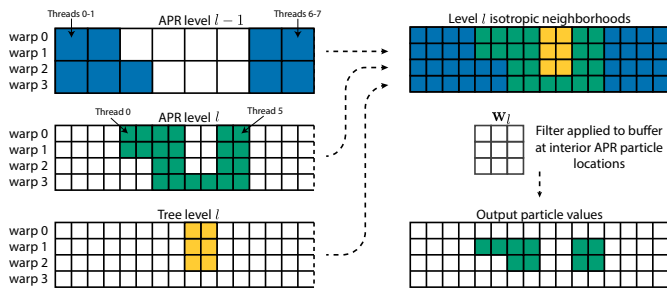 Threads 0-1
APR level l − 1
Threads 6-7
warp 0
warp 1
warp 2
warp 3
Level l isotropic neighborhoods
Thread 0
APR level l
Thread 5
warp 0
warp 1
warp 2
warp 3
W_l
Filter applied to buffer
at interior APR particle
locations
Tree level l
warp 0
warp 1
warp 2
warp 3
Output particle values